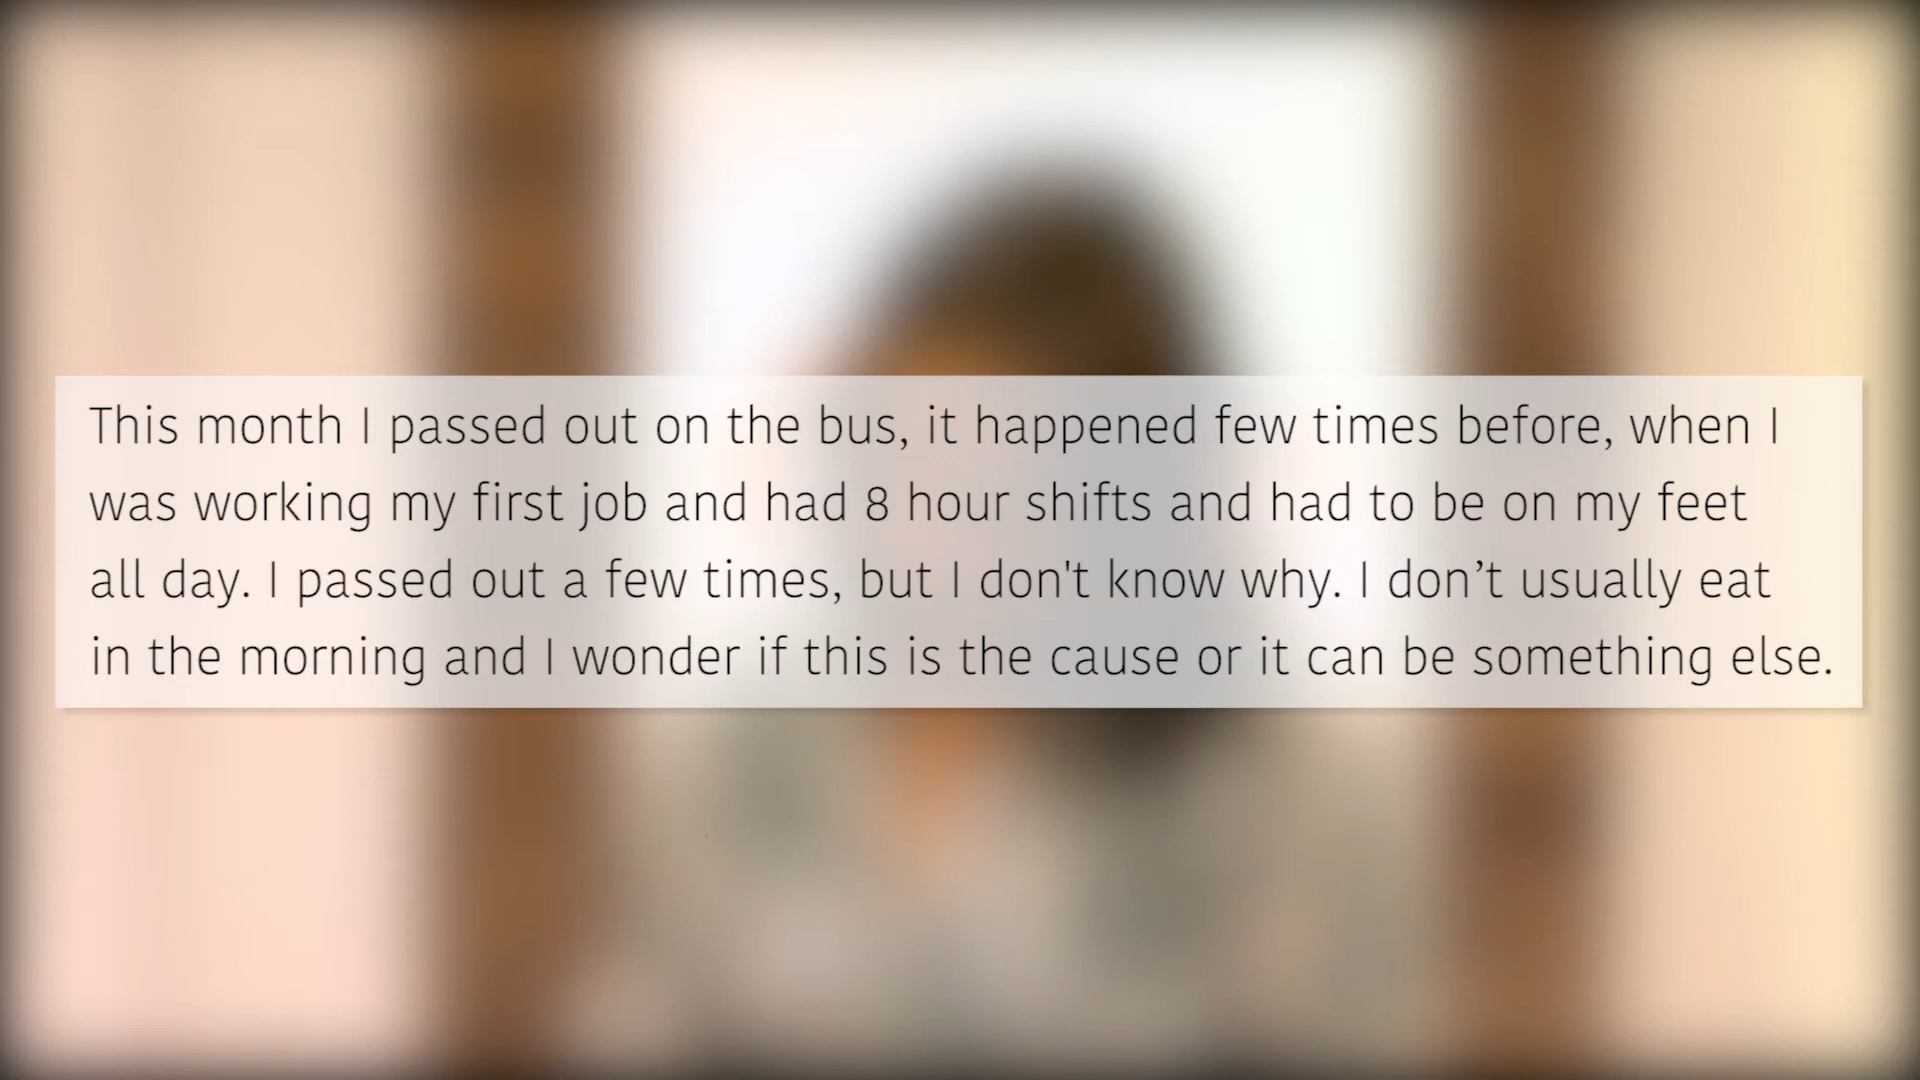 This month I passed out on the bus, it happened few times before, when I
was working my first job and had 8 hour shifts and had to be on my feet
all day. I passed out a few times, but I don't know why. I don’t usually eat
in the morning and I wonder if this is the cause or it can be something else.